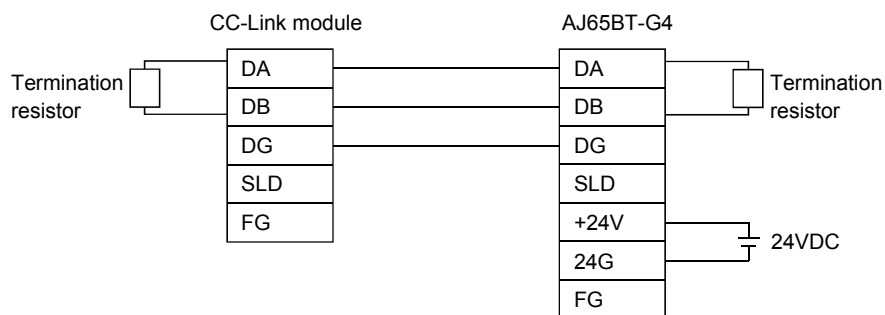 CC-Link module
AJ65BT-G4
Termination
resistor
DA
DB
DG
SLD
FG
DA
DB
DG
SLD
+24V
24G
FG
Termination
resistor
24VDC